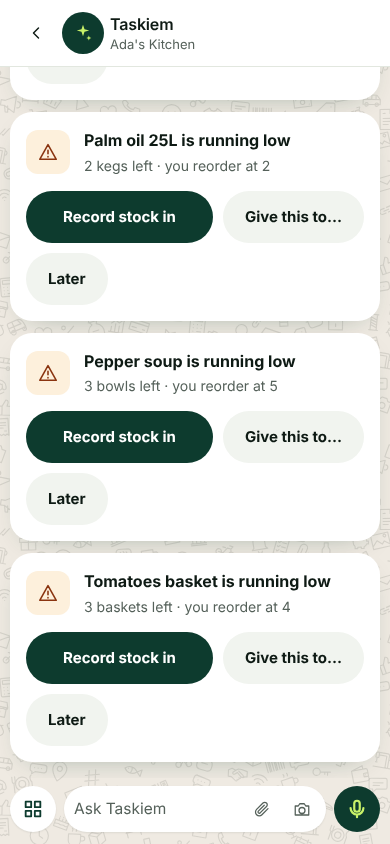 Taskiem
Ada's Kitchen
Palm oil 25L is running low
2 kegs left · you reorder at 2
Record stock in
Give this to...
Later
Pepper soup is running low
3 bowls left · you reorder at 5
Record stock in
Give this to...
Later
Tomatoes basket is running low
3 baskets left · you reorder at 4
Record stock in
Give this to...
Later
Ask Taskiem